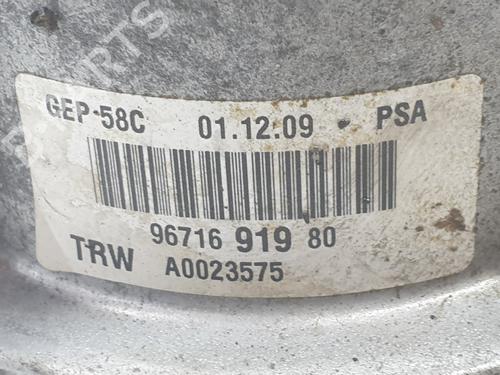 GEP-58C 01.12.09 - PSA
96716 919 80
TRW A0023575